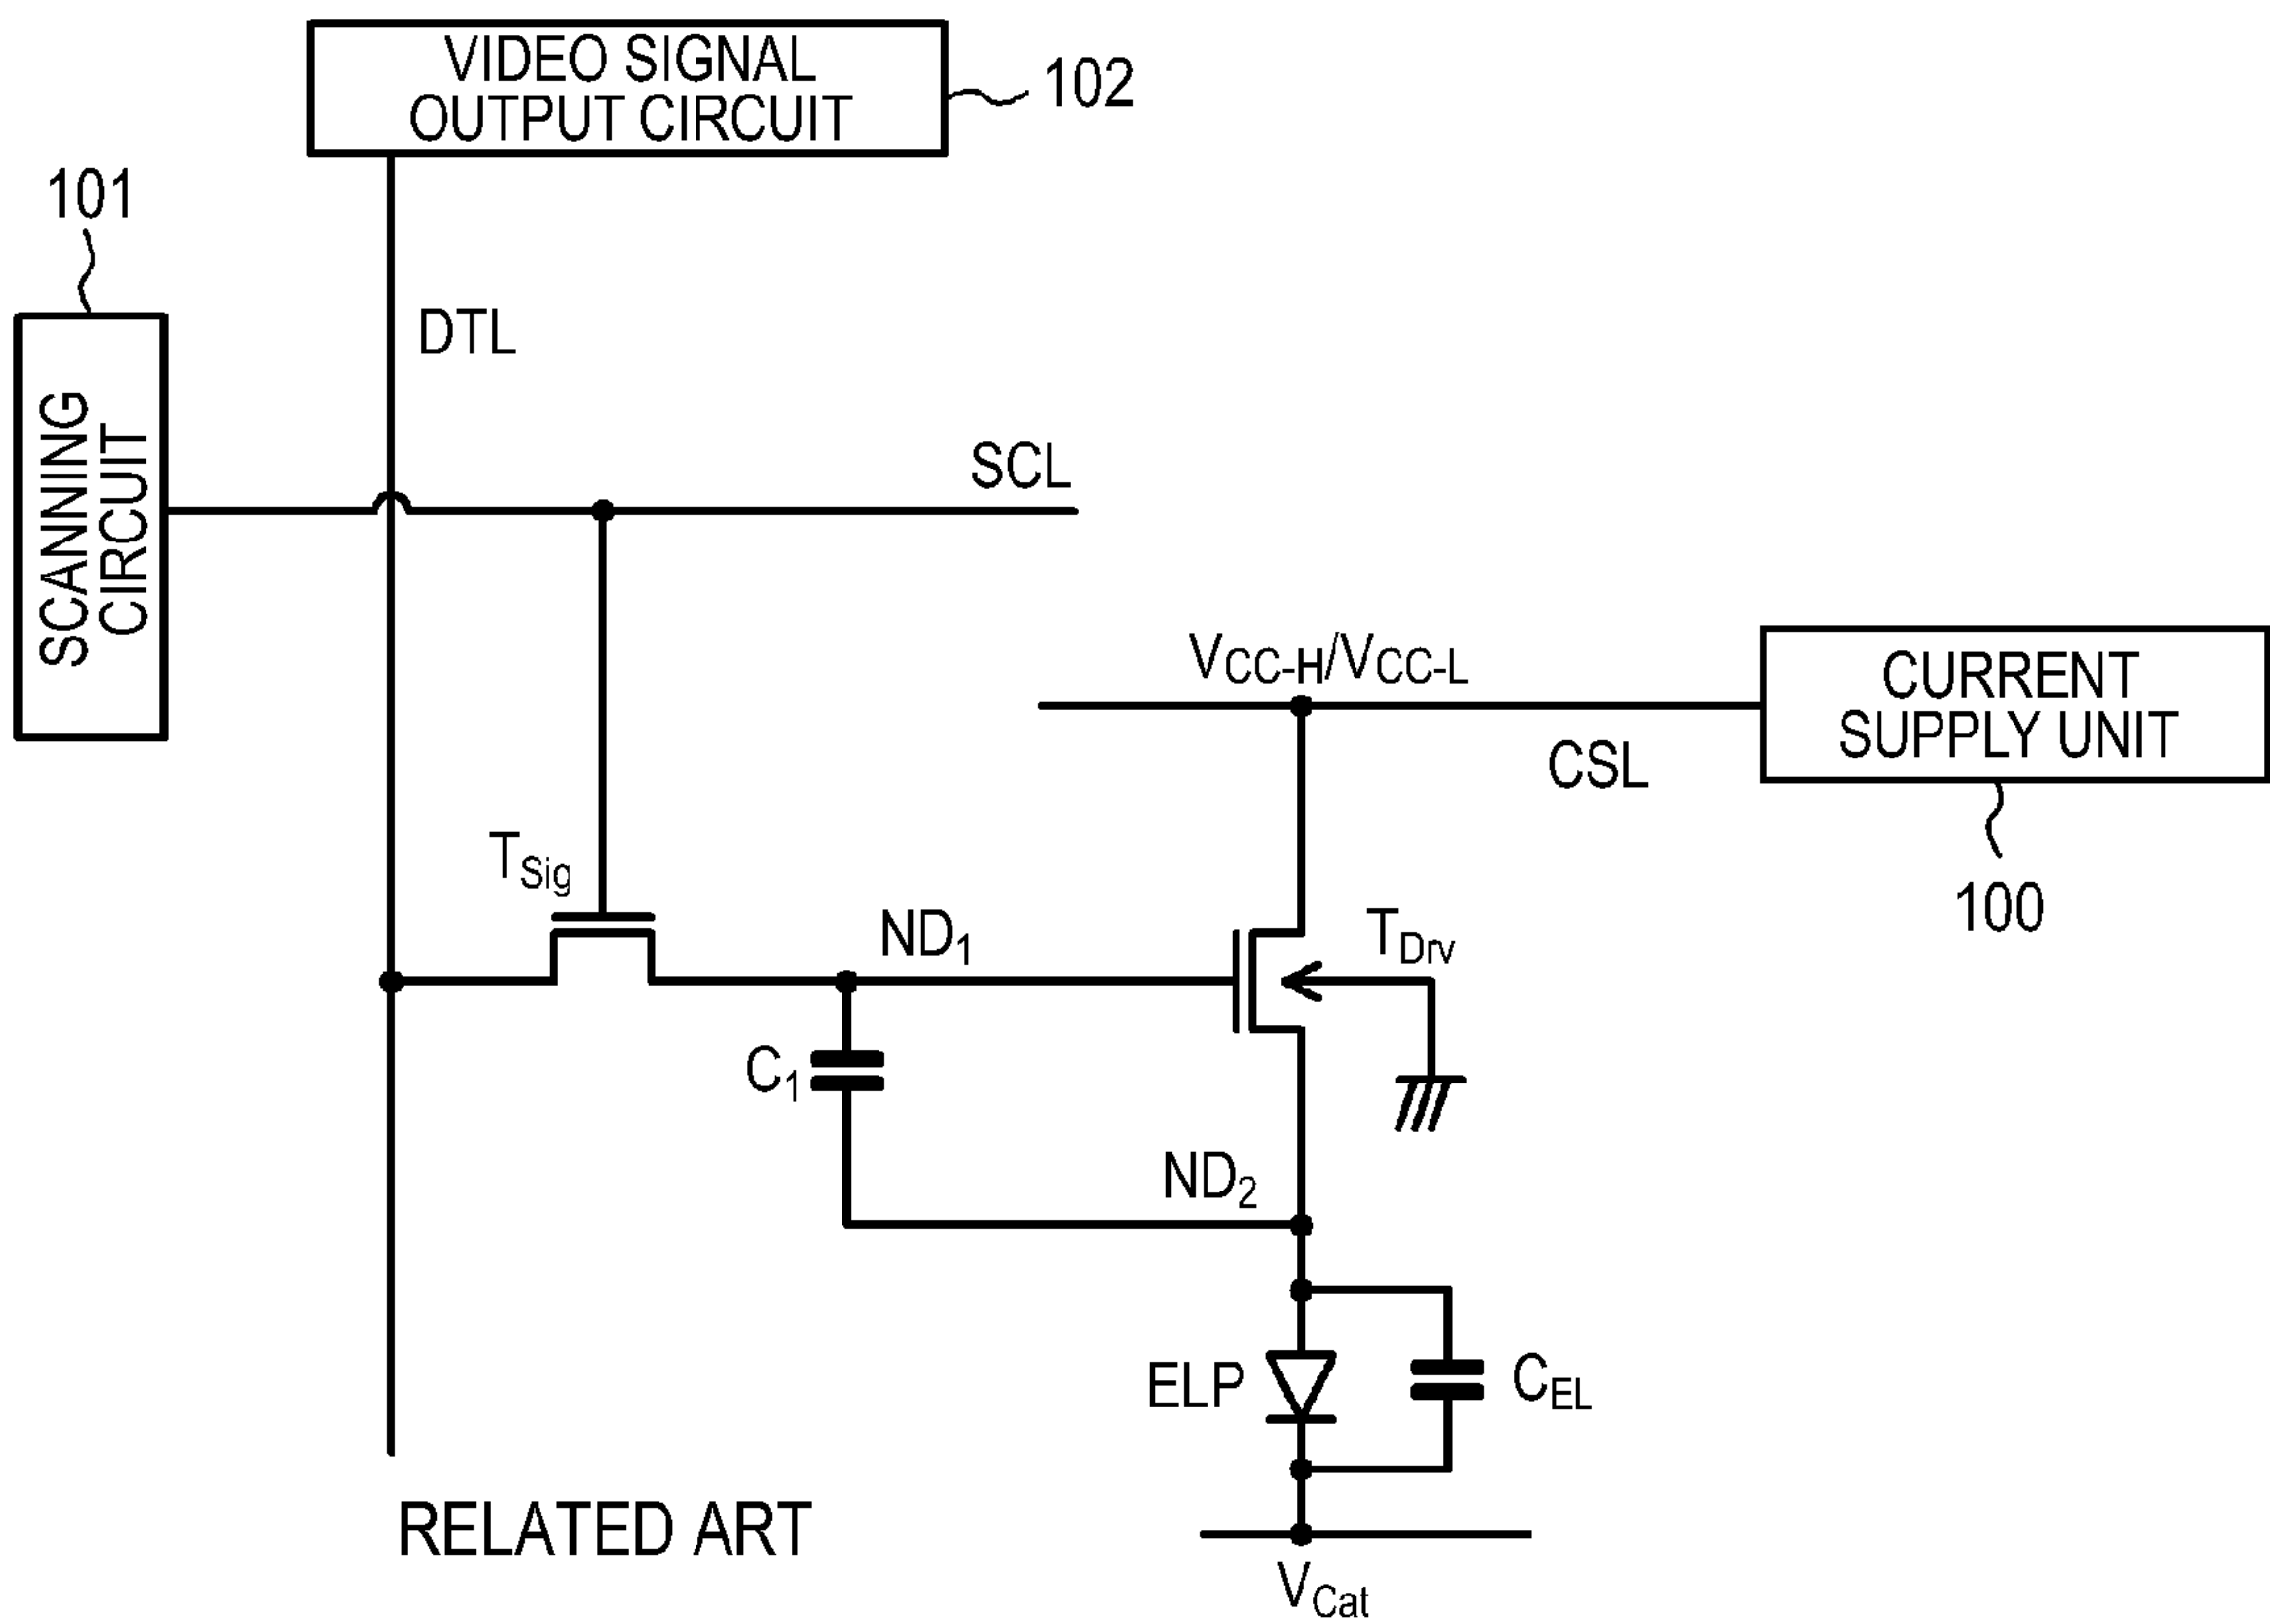 VIDEO SIGNAL
OUTPUT CIRCUIT
102
101
DTL
SCANNING
CIRCUIT
SCL
VCC-H/VCC-L
CURRENT
SUPPLY UNIT
CSL
100
TSig
ND1
TDrv
C1
ND2
ELP
CEL
RELATED ART
VCat